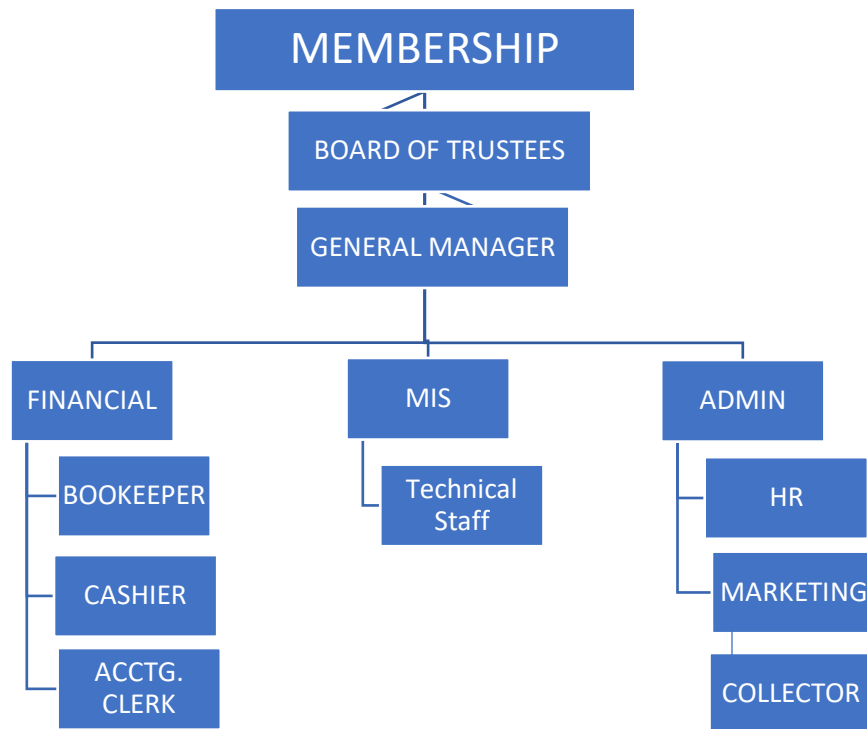 MEMBERSHIP
BOARD OF TRUSTEES
GENERAL MANAGER
FINANCIAL
MIS
ADMIN
BOOKEEPER
Technical
Staff
HR
CASHIER
MARKETING
ACCTG.
CLERK
COLLECTOR